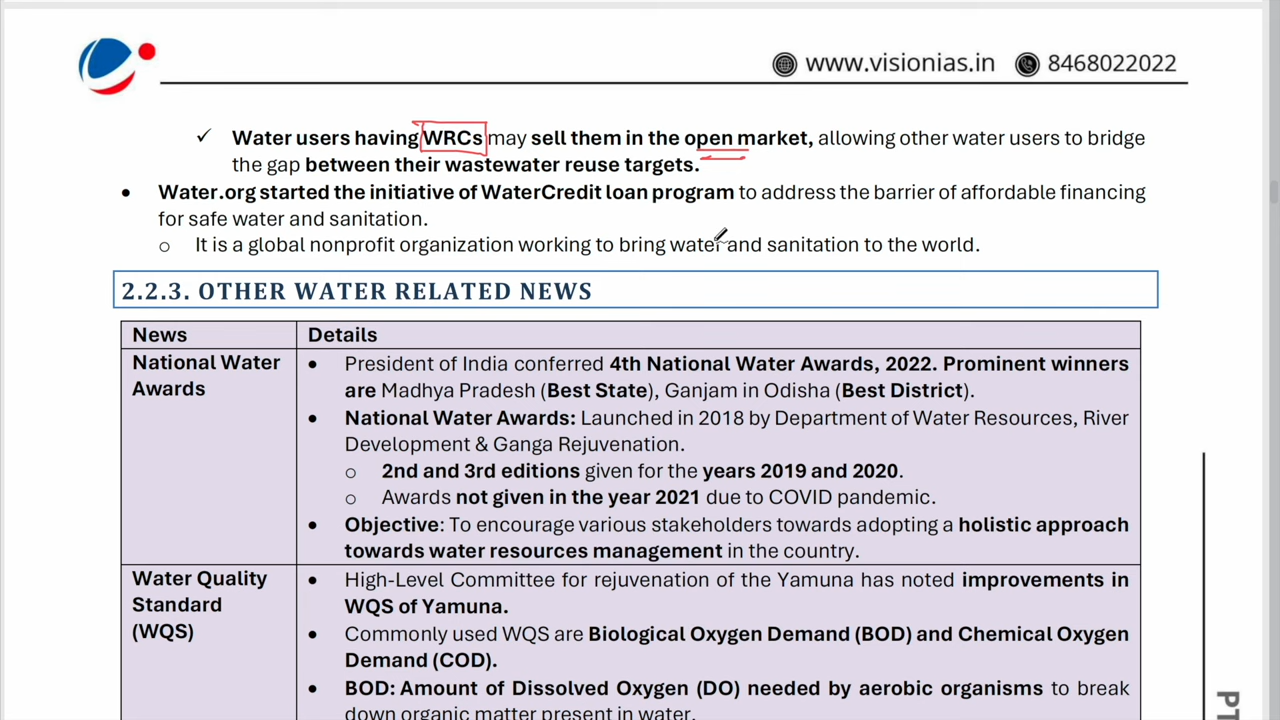 www.visionias.in 8468022022
✓ Water users having WRCs may sell them in the open market, allowing other water users to bridge
the gap between their wastewater reuse targets.
• Water.org started the initiative of WaterCredit loan program to address the barrier of affordable financing
for safe water and sanitation.
o It is a global nonprofit organization working to bring water and sanitation to the world.
2.2.3. OTHER WATER RELATED NEWS
News Details
National Water • President of India conferred 4th National Water Awards, 2022. Prominent winners
Awards are Madhya Pradesh (Best State), Ganjam in Odisha (Best District).
• National Water Awards: Launched in 2018 by Department of Water Resources, River
Development & Ganga Rejuvenation.
o 2nd and 3rd editions given for the years 2019 and 2020.
o Awards not given in the year 2021 due to COVID pandemic.
• Objective: To encourage various stakeholders towards adopting a holistic approach
towards water resources management in the country.
Water Quality • High-Level Committee for rejuvenation of the Yamuna has noted improvements in
Standard WQS of Yamuna.
(WQS) • Commonly used WQS are Biological Oxygen Demand (BOD) and Chemical Oxygen
Demand (COD).
• BOD: Amount of Dissolved Oxygen (DO) needed by aerobic organisms to break
down organic matter present in water.
PT